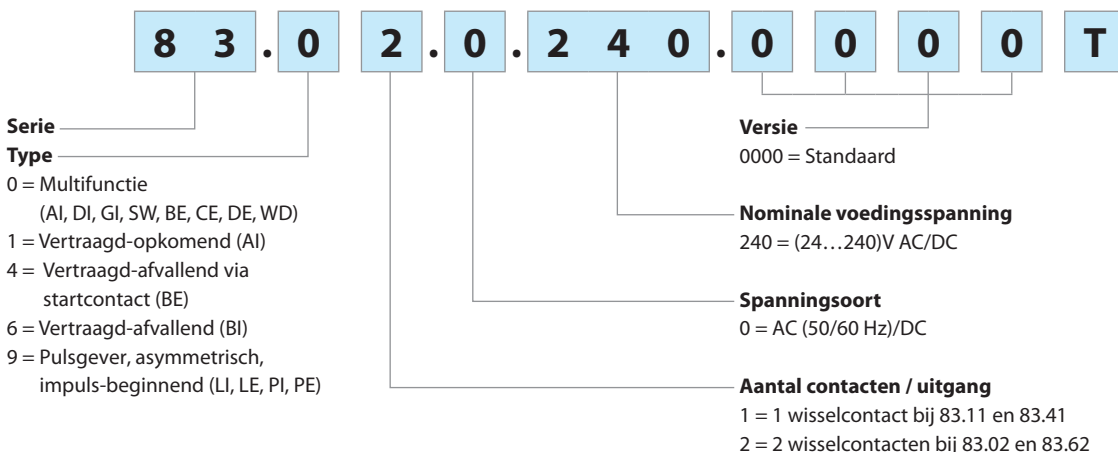 8 3 . 0 2 . 0 . 2 4 0 . 0 0 0 0 T
Serie
Type
0 = Multifunctie
(AI, DI, GI, SW, BE, CE, DE, WD)
1 = Vertraagd-opkomend (AI)
4 = Vertraagd-afvallend via
startcontact (BE)
6 = Vertraagd-afvallend (BI)
9 = Pulsgever, asymmetrisch,
impuls-beginnend (LI, LE, PI, PE)
Versie
0000 = Standaard
Nominale voedingsspanning
240 = (24…240)V AC/DC
Spanningsoort
0 = AC (50/60 Hz)/DC
Aantal contacten / uitgang
1 = 1 wisselcontact bij 83.11 en 83.41
2 = 2 wisselcontacten bij 83.02 en 83.62